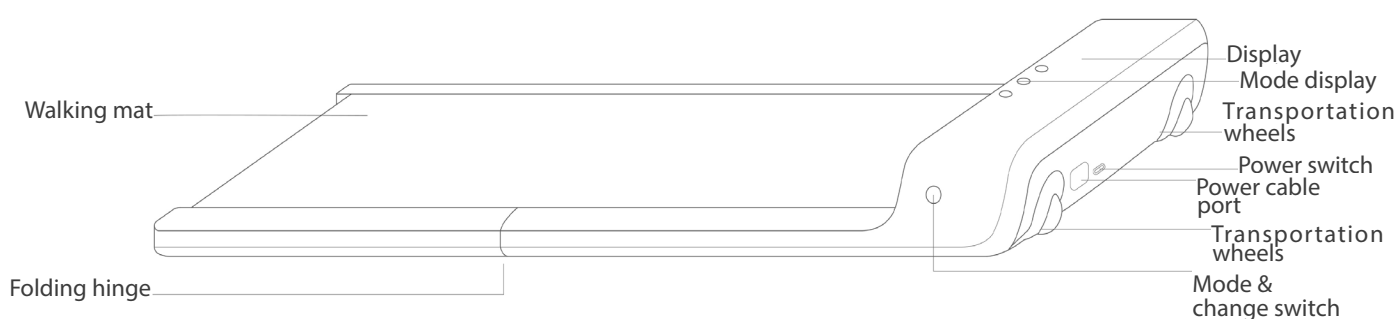 Display
Mode display
Walking mat
Transportation
wheels
Power switch
Power cable
port
Transportation
wheels
Folding hinge
Mode &
change switch